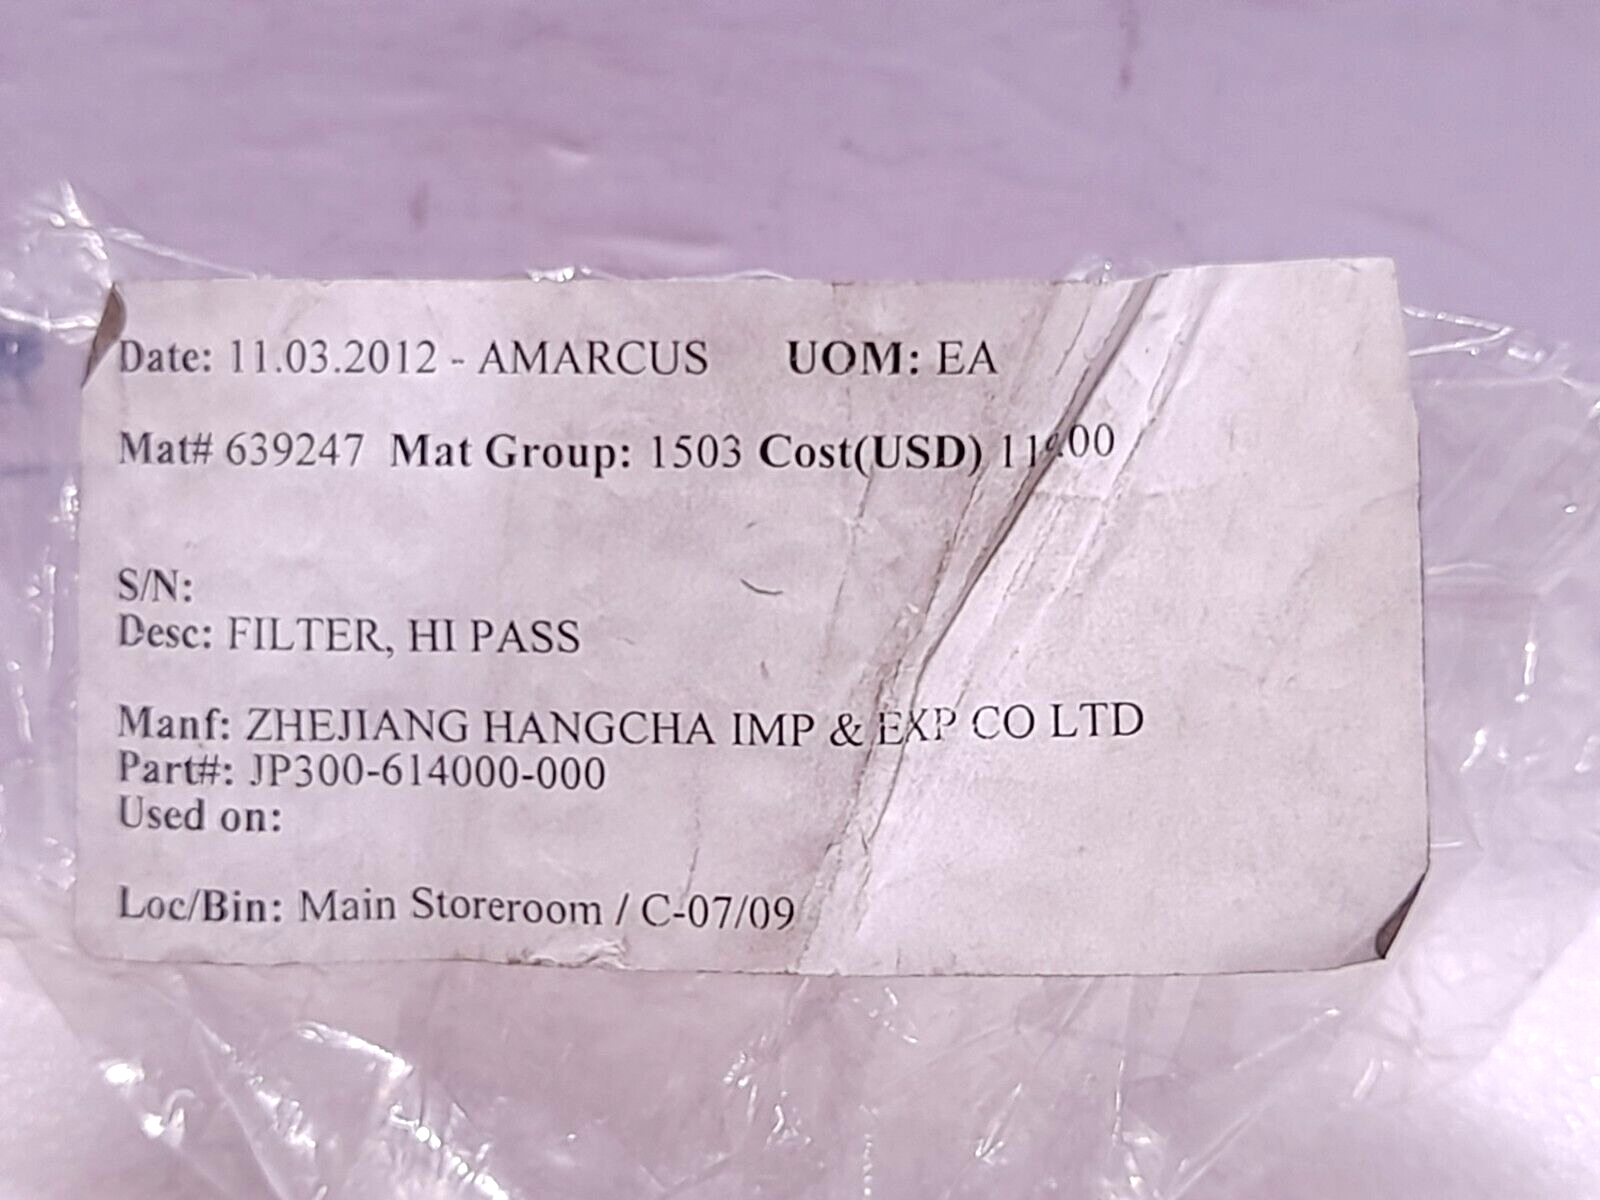 Date: 11.03.2012 - AMARCUS UOM: EA
Mat# 639247 Mat Group: 1503 Cost(USD)
S/N:
Desc: FILTER, HI PASS
Manf: ZHEJIANG HANGCHA IMP & EXP CO LTD
Part#: JP300-614000-000
Used on:
Loc/Bin: Main Storeroom / C-07/09